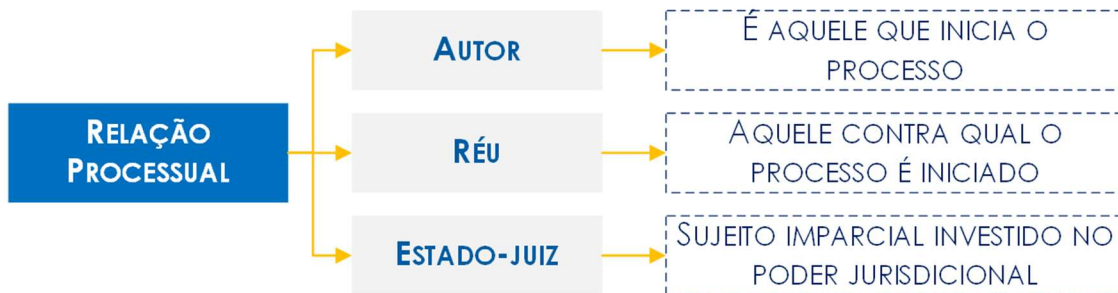 RELAÇÃO
PROCESSUAL
AUTOR
É AQUELE QUE INICIA O
PROCESSO
RÉU
AQUELE CONTRA QUAL O
PROCESSO É INICIADO
ESTADO-JUIZ
SUJEITO IMPARCIAL INVESTIDO NO
PODER JURISDICIONAL